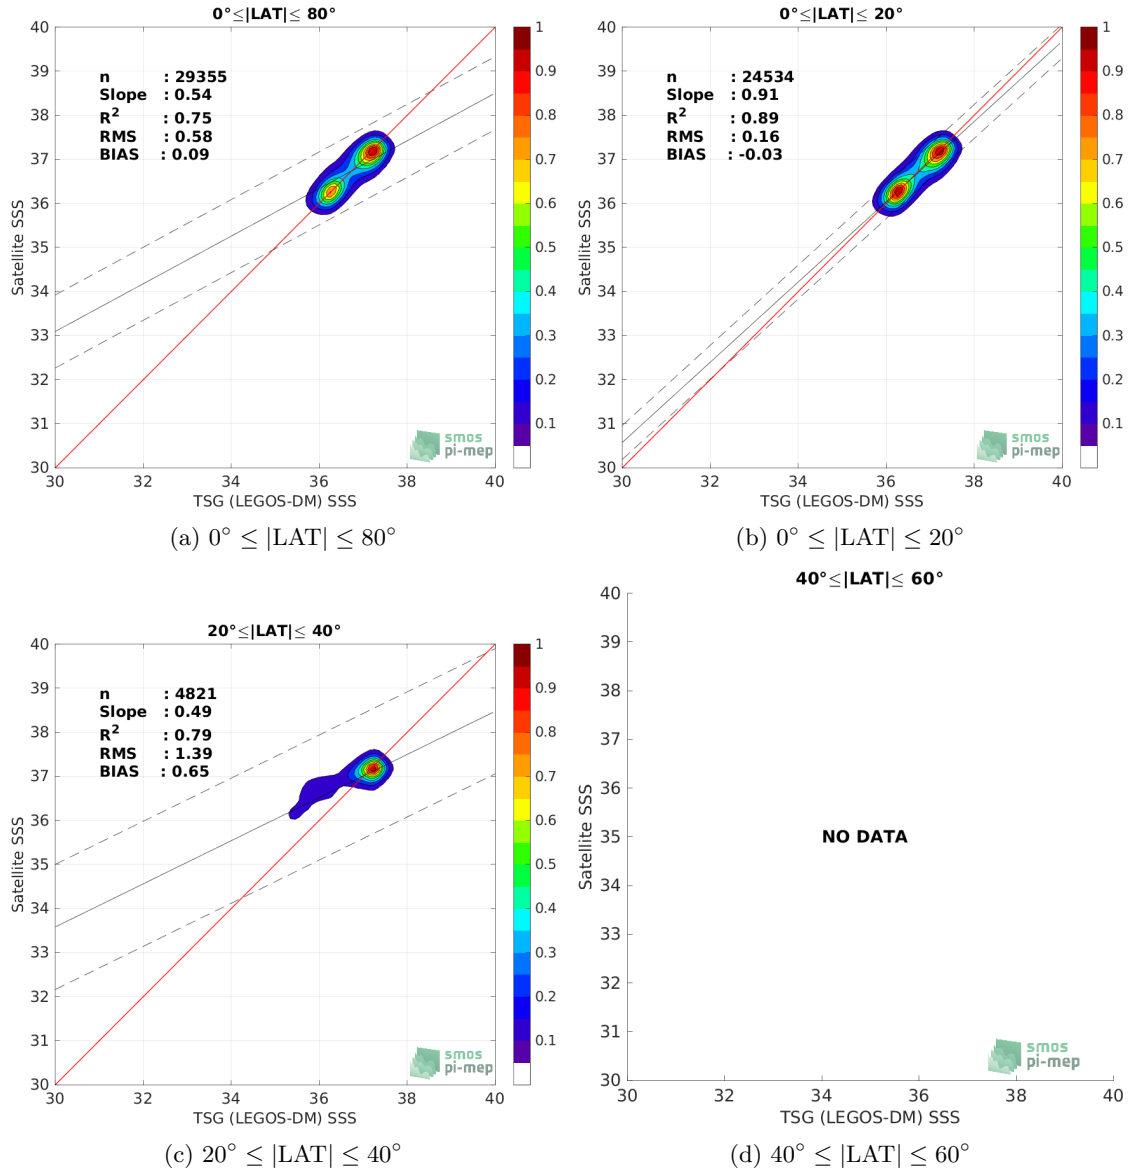 0°≤|LAT|≤ 80°
n : 29355
Slope : 0.54
R² : 0.75
RMS : 0.58
BIAS : 0.09
40
39
38
37
36
35
34
33
32
31
30
30 32 34 36 38 40
Satellite SSS
TSG (LEGOS-DM) SSS
1
0.9
0.8
0.7
0.6
0.5
0.4
0.3
0.2
0.1
smos
pi-mep
(a) 0° ≤ |LAT| ≤ 80°
0°≤|LAT|≤ 20°
n : 24534
Slope : 0.91
R² : 0.89
RMS : 0.16
BIAS : -0.03
40
39
38
37
36
35
34
33
32
31
30
30 32 34 36 38 40
Satellite SSS
TSG (LEGOS-DM) SSS
1
0.9
0.8
0.7
0.6
0.5
0.4
0.3
0.2
0.1
smos
pi-mep
(b) 0° ≤ |LAT| ≤ 20°
20°≤|LAT|≤ 40°
n : 4821
Slope : 0.49
R² : 0.79
RMS : 1.39
BIAS : 0.65
40
39
38
37
36
35
34
33
32
31
30
30 32 34 36 38 40
Satellite SSS
TSG (LEGOS-DM) SSS
1
0.9
0.8
0.7
0.6
0.5
0.4
0.3
0.2
0.1
smos
pi-mep
(c) 20° ≤ |LAT| ≤ 40°
40°≤|LAT|≤ 60°
40
39
38
37
36
35
34
33
32
31
30
30 32 34 36 38 40
Satellite SSS
TSG (LEGOS-DM) SSS
NO DATA
smos
pi-mep
(d) 40° ≤ |LAT| ≤ 60°